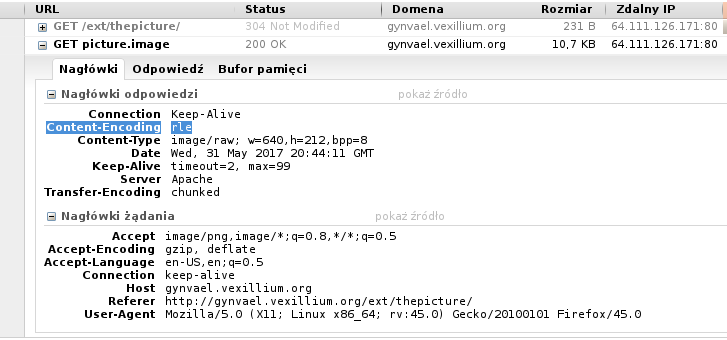 URL Status Domena Rozmiar Zdalny IP
GET /ext/thepicture/ 304 Not Modified gynvael.vexillium.org 231 B 64.111.126.171:80
GET picture.image 200 OK gynvael.vexillium.org 10,7 KB 64.111.126.171:80
Nagłówki Odpowiedź Bufor pamięci
Nagłówki odpowiedzi pokaż źródło
Connection Keep-Alive
Content-Encoding rle
Content-Type image/raw; w=640,h=212,bpp=8
Date Wed, 31 May 2017 20:44:11 GMT
Keep-Alive timeout=2, max=99
Server Apache
Transfer-Encoding chunked
Nagłówki żądania pokaż źródło
Accept image/png,image/*;q=0.8,*/*;q=0.5
Accept-Encoding gzip, deflate
Accept-Language en-US,en;q=0.5
Connection keep-alive
Host gynvael.vexillium.org
Referer http://gynvael.vexillium.org/ext/thepicture/
User-Agent Mozilla/5.0 (X11; Linux x86_64; rv:45.0) Gecko/20100101 Firefox/45.0